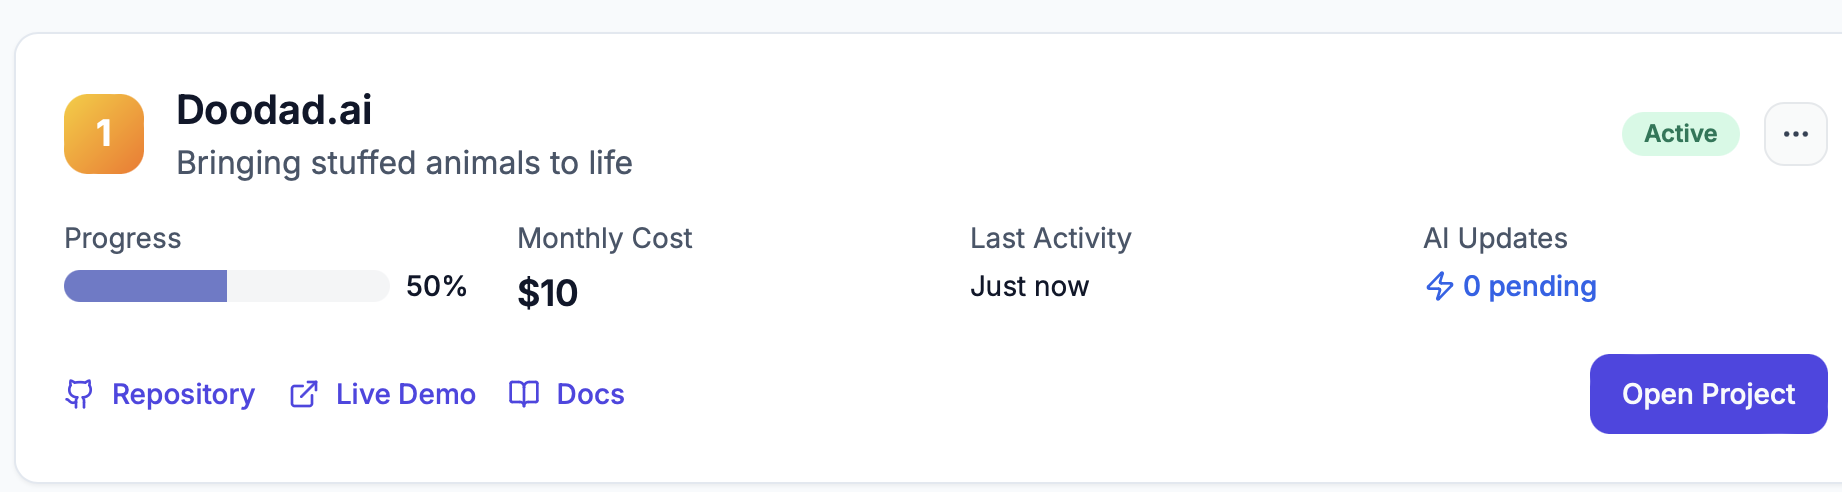 1
Doodad.ai
Bringing stuffed animals to life
Active
Progress
50%
Monthly Cost
$10
Last Activity
Just now
AI Updates
0 pending
Repository
Live Demo
Docs
Open Project